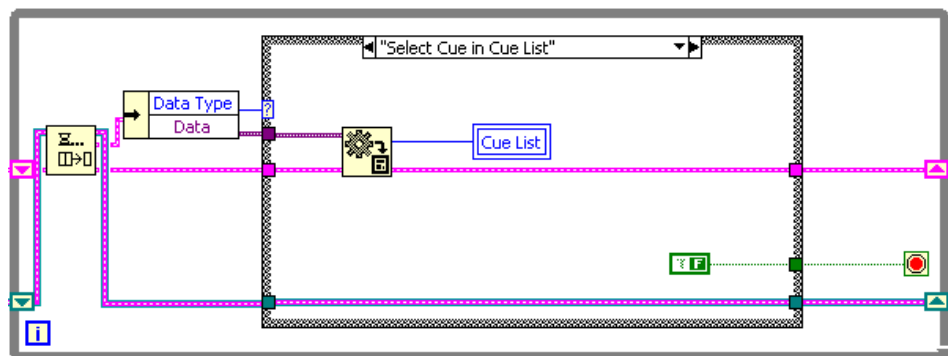 "Select Cue in Cue List"
Data Type
?
Data
Cue List
F
i